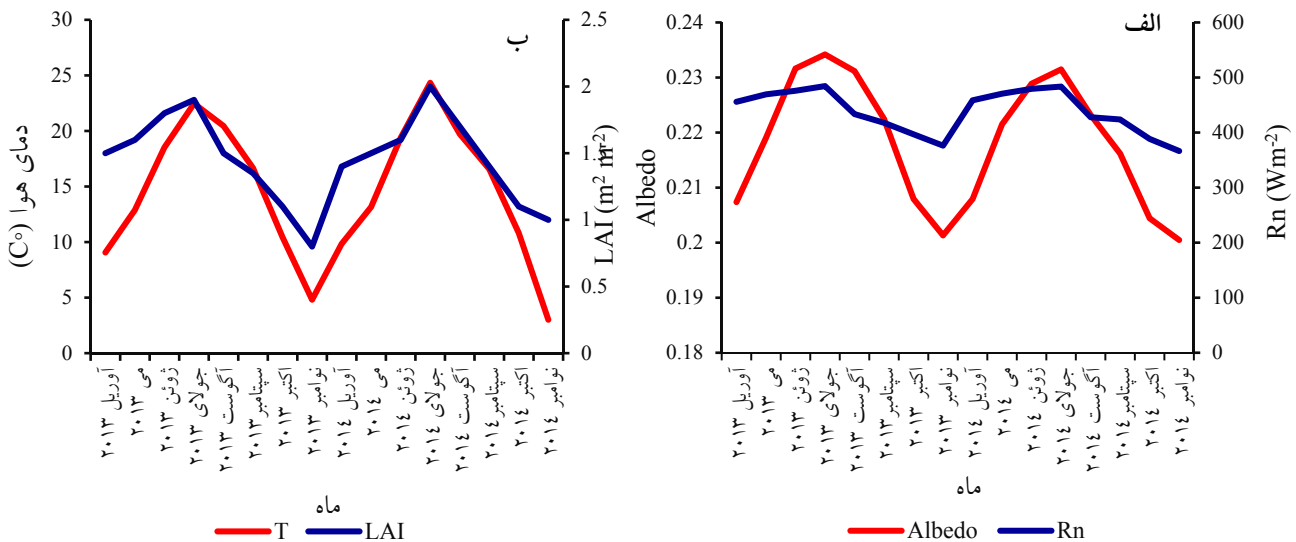 ب
دمای هوا (C°))
30
25
20
15
10
5
0
2.5
2
1.5
1
0.5
0
LAI (m² m⁻²)
آوریل ۲۰۱۳
می ۲۰۱۳
ژوئن ۲۰۱۳
جولای ۲۰۱۳
آگوست ۲۰۱۳
سپتامبر ۲۰۱۳
اکتبر ۲۰۱۳
نوامبر ۲۰۱۳
آوریل ۲۰۱۴
می ۲۰۱۴
ژوئن ۲۰۱۴
جولای ۲۰۱۴
آگوست ۲۰۱۴
سپتامبر ۲۰۱۴
اکتبر ۲۰۱۴
نوامبر ۲۰۱۴
ماه
T
LAI
الف
Albedo
0.24
0.23
0.22
0.21
0.2
0.19
0.18
600
500
400
300
200
100
0
Rn (Wm⁻²)
آوریل ۲۰۱۳
می ۲۰۱۳
ژوئن ۲۰۱۳
جولای ۲۰۱۳
آگوست ۲۰۱۳
سپتامبر ۲۰۱۳
اکتبر ۲۰۱۳
نوامبر ۲۰۱۳
آوریل ۲۰۱۴
می ۲۰۱۴
ژوئن ۲۰۱۴
جولای ۲۰۱۴
آگوست ۲۰۱۴
سپتامبر ۲۰۱۴
اکتبر ۲۰۱۴
نوامبر ۲۰۱۴
ماه
Albedo
Rn